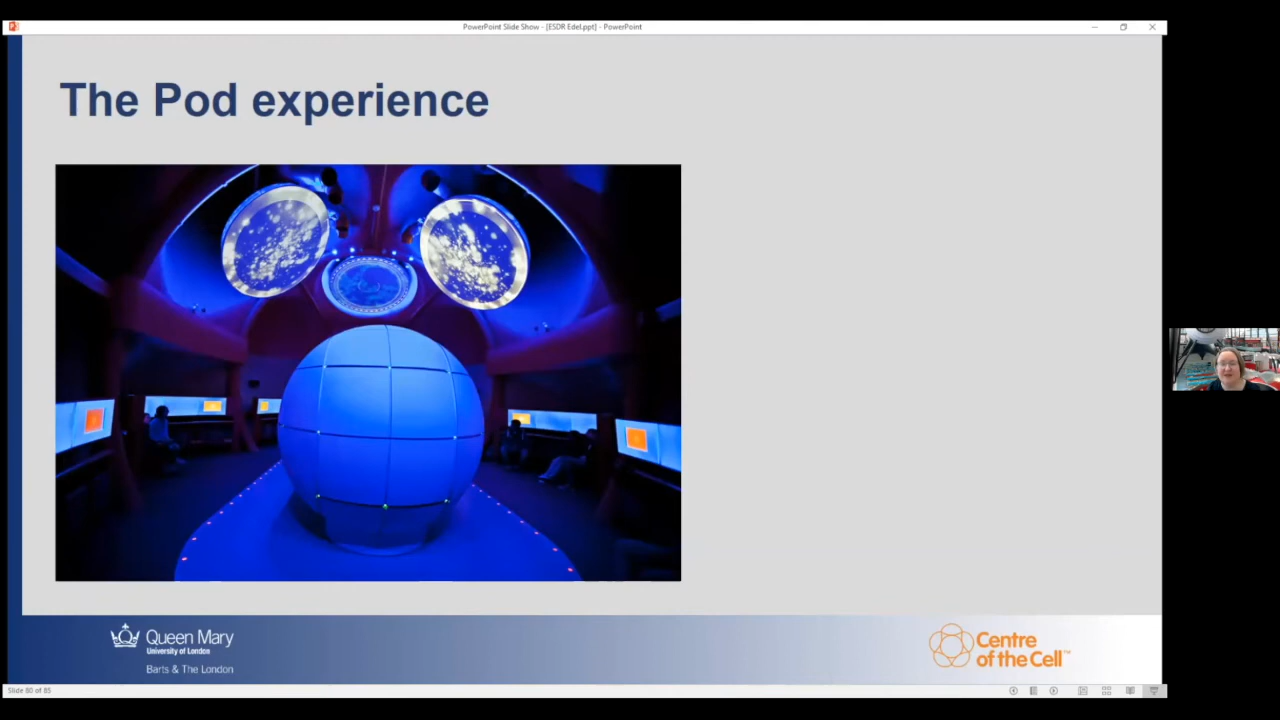 PowerPoint Slide Show - [ESDR Edel.ppt] - PowerPoint
The Pod experience
Queen Mary
University of London
Barts & The London
Centre
of the Cell™
Slide 80 of 85